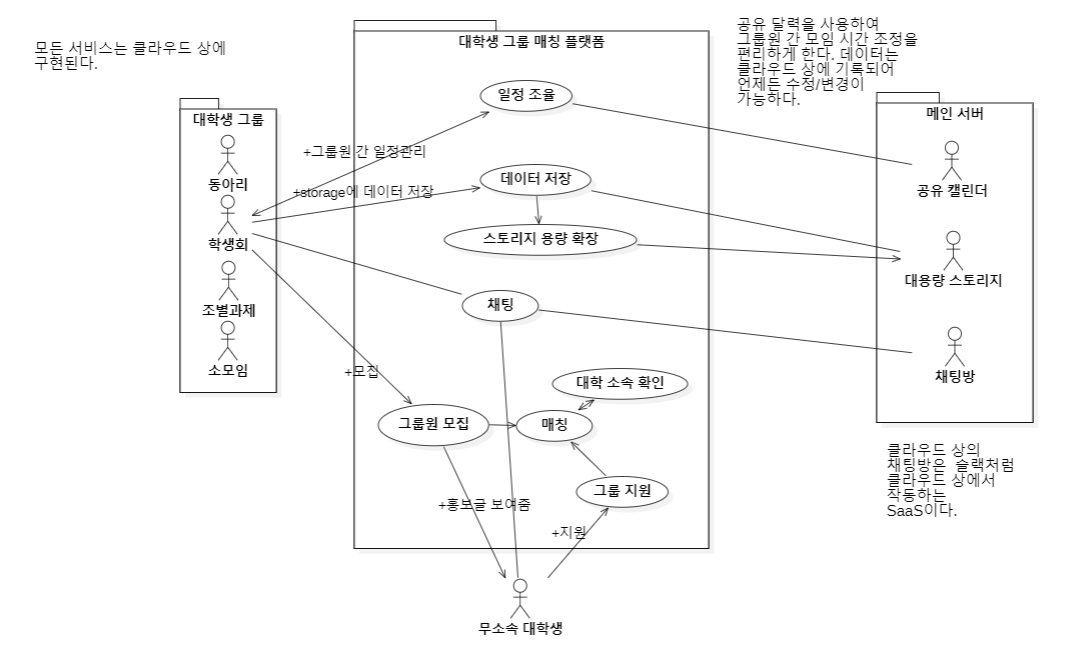 모든 서비스는 클라우드 상에
구현된다.
대학생 그룹
동아리
학생회
조별과제
소모임
대학생 그룹 매칭 플랫폼
일정 조율
+그룹원 간 일정관리
데이터 저장
+storage에 데이터 저장
스토리지 용량 확장
채팅
+모집
대학 소속 확인
그룹원 모집
매칭
그룹 지원
+홍보글 보여줌
+지원
무소속 대학생
공유 달력을 사용하여
그룹원 간 모임 시간 조정을
편리하게 한다. 데이터는
클라우드 상에 기록되어
언제든 수정/변경이
가능하다.
메인 서버
공유 캘린더
대용량 스토리지
채팅방
클라우드 상의
채팅방은 슬랙처럼
클라우드 상에서
작동하는
SaaS이다.